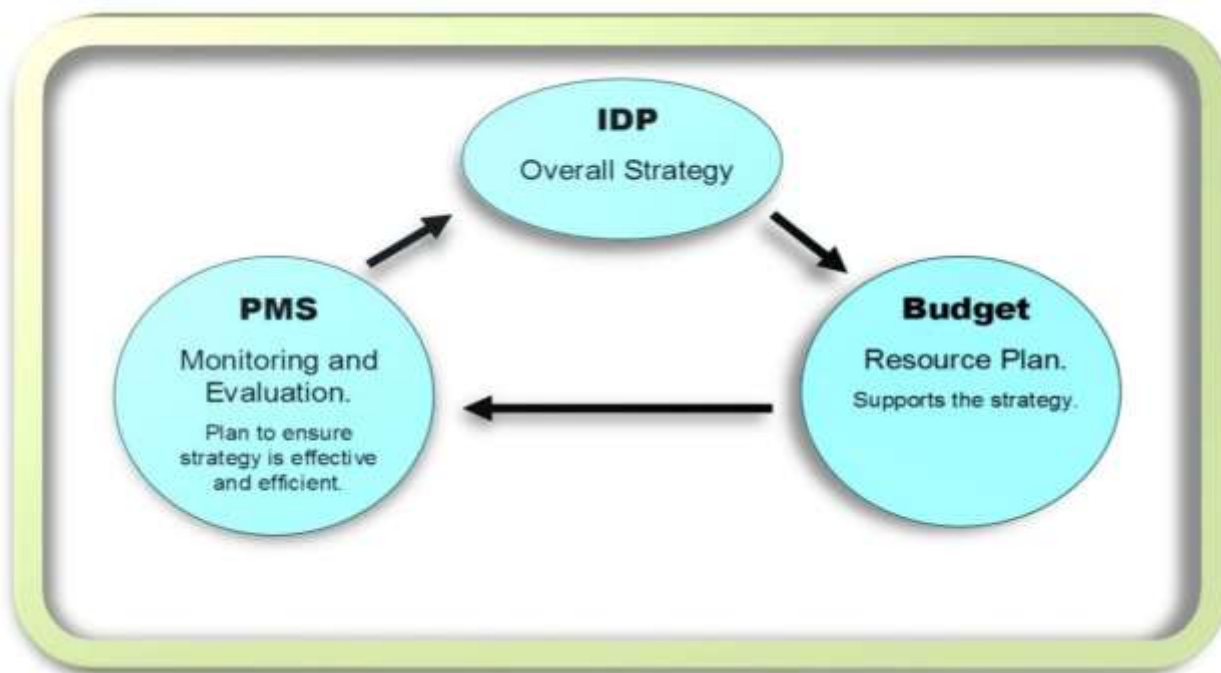 IDP
Overall Strategy
PMS
Monitoring and
Evaluation.
Plan to ensure
strategy is effective
and efficient.
Budget
Resource Plan.
Supports the strategy.